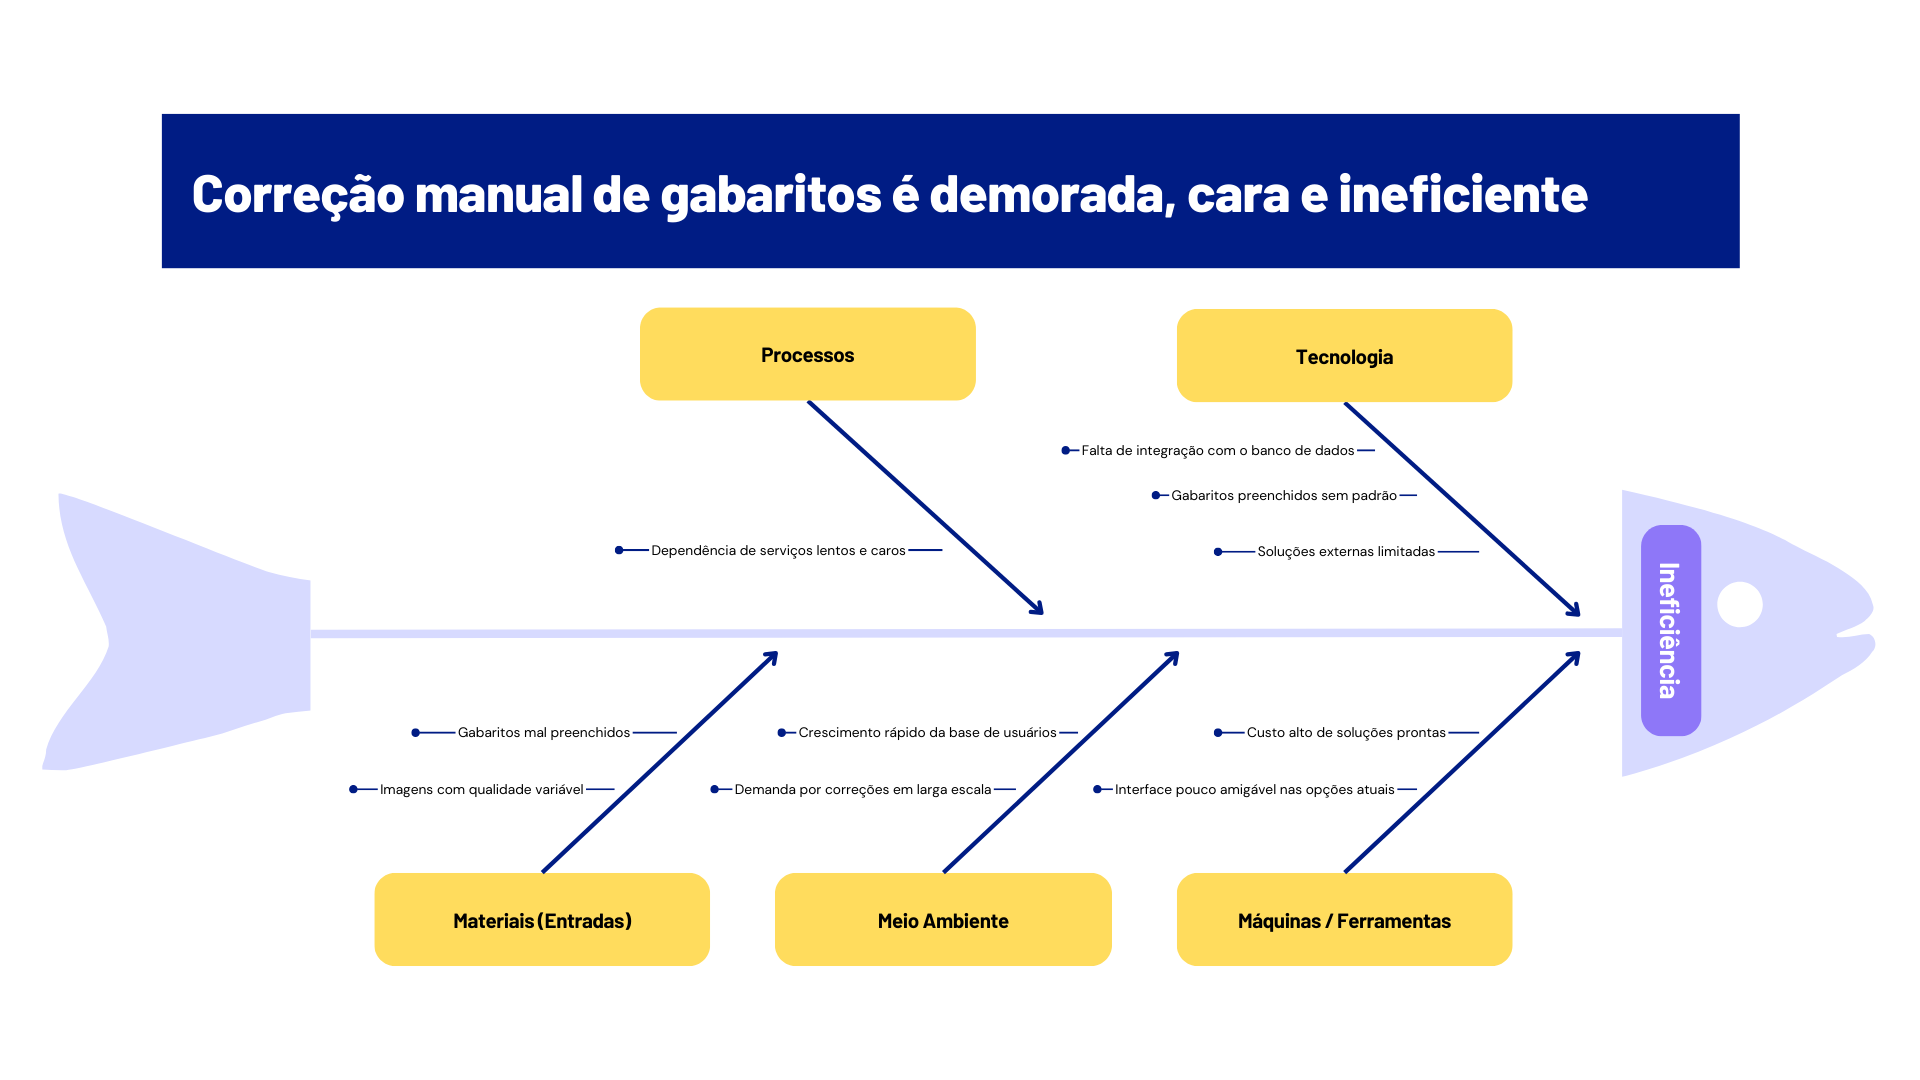 Correção manual de gabaritos é demorada, cara e ineficiente
Processos
Tecnologia
Falta de integração com o banco de dados
Gabaritos preenchidos sem padrão
Dependência de serviços lentos e caros
Soluções externas limitadas
Ineficiência
Gabaritos mal preenchidos
Crescimento rápido da base de usuários
Custo alto de soluções prontas
Imagens com qualidade variável
Demanda por correções em larga escala
Interface pouco amigável nas opções atuais
Materiais (Entradas)
Meio Ambiente
Máquinas / Ferramentas